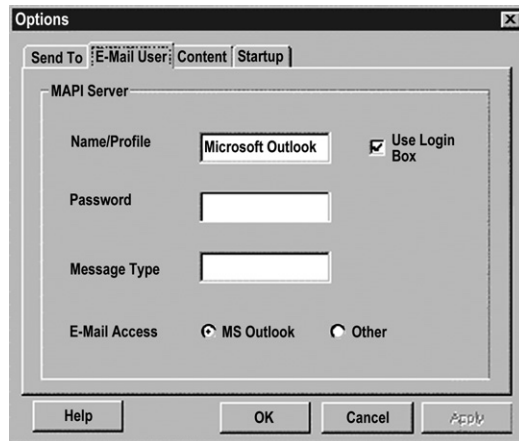 Options
Send To E-Mail User Content Startup
MAPI Server
Name/Profile Microsoft Outlook Use Login Box
Password
Message Type
E-Mail Access MS Outlook Other
Help OK Cancel Apply